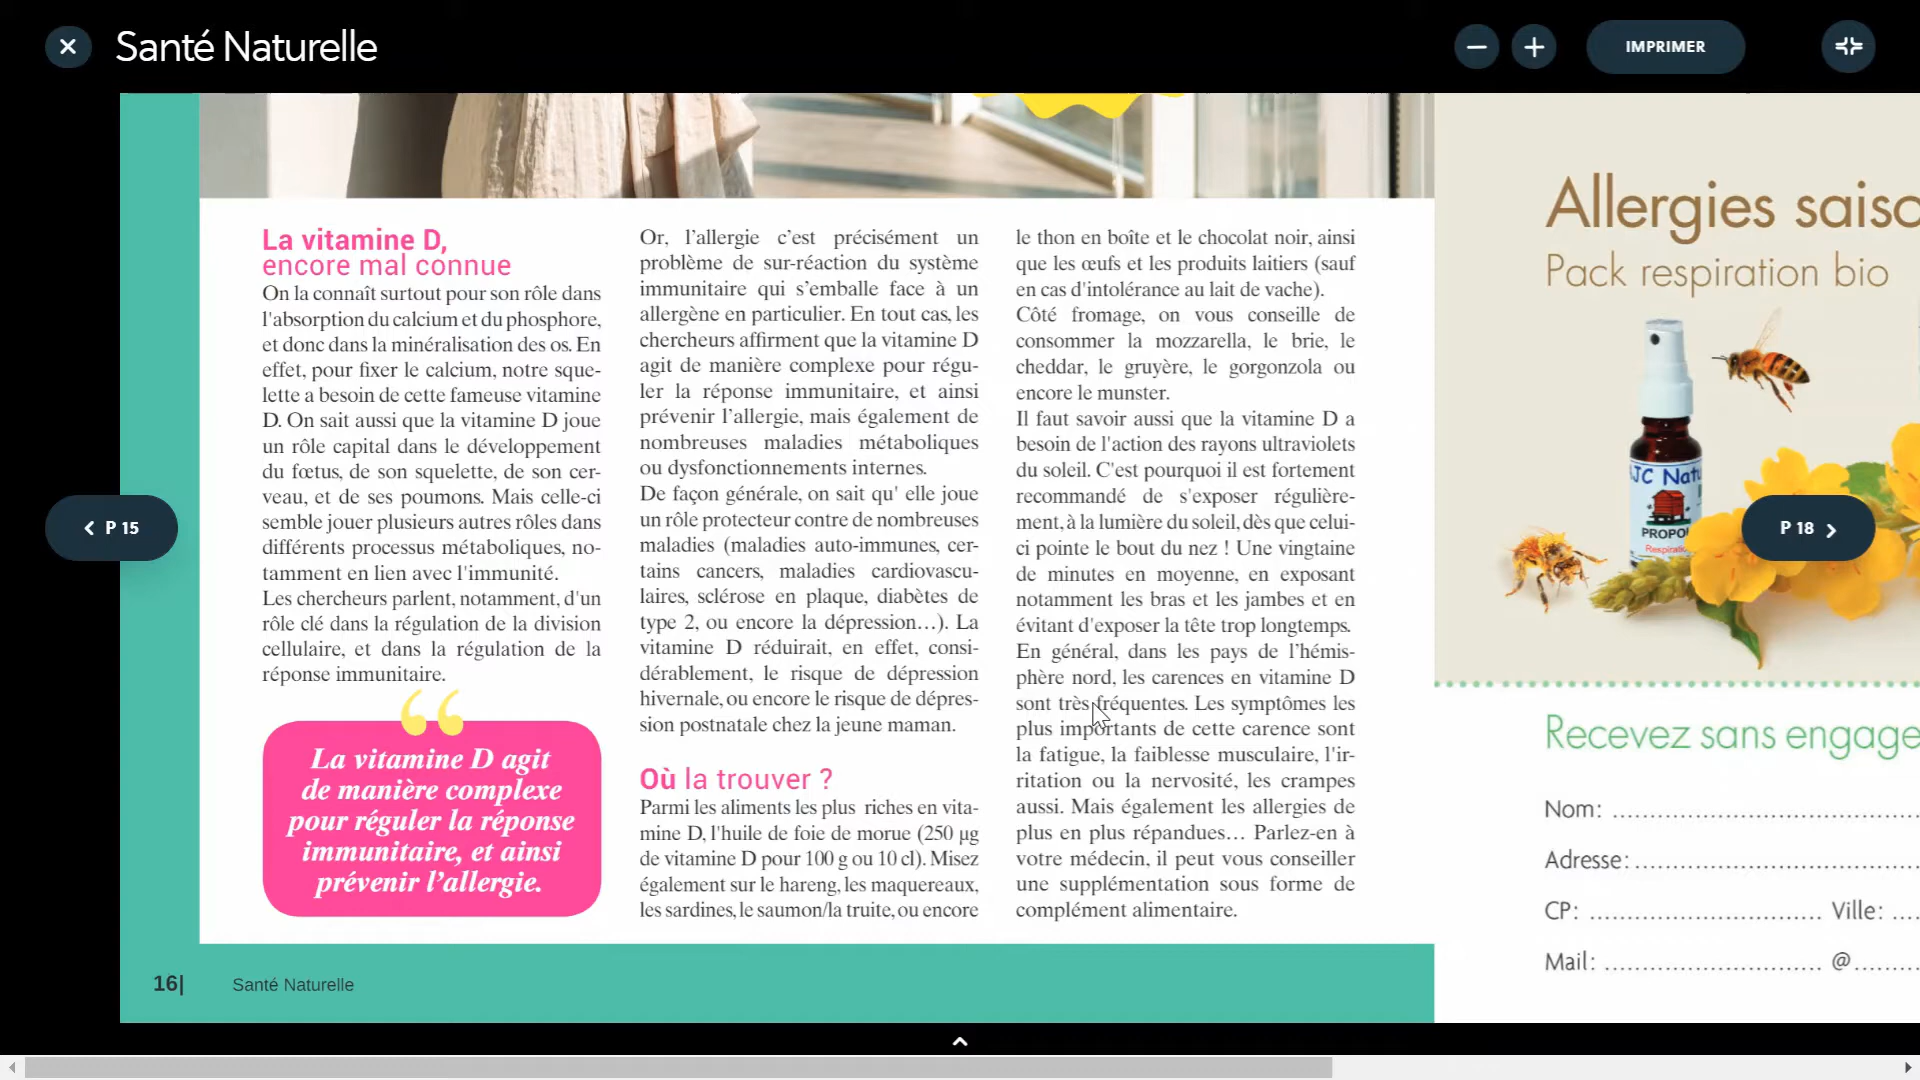 Santé Naturelle
IMPRIMER
La vitamine D,
encore mal connue
On la connaît surtout pour son rôle dans
l'absorption du calcium et du phosphore,
et donc dans la minéralisation des os. En
effet, pour fixer le calcium, notre sque-
lette a besoin de cette fameuse vitamine
D. On sait aussi que la vitamine D joue
un rôle capital dans le développement
du fœtus, de son squelette, de son cer-
veau, et de ses poumons. Mais celle-ci
semble jouer plusieurs autres rôles dans
différents processus métaboliques, no-
tamment en lien avec l'immunité.
Les chercheurs parlent, notamment, d'un
rôle clé dans la régulation de la division
cellulaire, et dans la régulation de la
réponse immunitaire.
La vitamine D agit
de manière complexe
pour réguler la réponse
immunitaire, et ainsi
prévenir l’allergie.
Or, l’allergie c’est précisément un
problème de sur-réaction du système
immunitaire qui s’emballe face à un
allergène en particulier. En tout cas, les
chercheurs affirment que la vitamine D
agit de manière complexe pour régu-
ler la réponse immunitaire, et ainsi
prévenir l’allergie, mais également de
nombreuses maladies métaboliques
ou dysfonctionnements internes.
De façon générale, on sait qu' elle joue
un rôle protecteur contre de nombreuses
maladies (maladies auto-immunes, cer-
tains cancers, maladies cardiovascu-
laires, sclérose en plaque, diabètes de
type 2, ou encore la dépression…). La
vitamine D réduirait, en effet, consi-
dérablement, le risque de dépression
hivernale, ou encore le risque de dépres-
sion postnatale chez la jeune maman.
Où la trouver ?
Parmi les aliments les plus riches en vita-
mine D, l'huile de foie de morue (250 µg
de vitamine D pour 100 g ou 10 cl). Misez
également sur le hareng, les maquereaux,
les sardines, le saumon/la truite, ou encore
le thon en boîte et le chocolat noir, ainsi
que les œufs et les produits laitiers (sauf
en cas d'intolérance au lait de vache).
Côté fromage, on vous conseille de
consommer la mozzarella, le brie, le
cheddar, le gruyère, le gorgonzola ou
encore le munster.
Il faut savoir aussi que la vitamine D a
besoin de l'action des rayons ultraviolets
du soleil. C'est pourquoi il est fortement
recommandé de s'exposer régulière-
ment, à la lumière du soleil, dès que celui-
ci pointe le bout du nez ! Une vingtaine
de minutes en moyenne, en exposant
notamment les bras et les jambes et en
évitant d'exposer la tête trop longtemps.
En général, dans les pays de l’hémis-
phère nord, les carences en vitamine D
sont très fréquentes. Les symptômes les
plus importants de cette carence sont
la fatigue, la faiblesse musculaire, l'ir-
ritation ou la nervosité, les crampes
aussi. Mais également les allergies de
plus en plus répandues… Parlez-en à
votre médecin, il peut vous conseiller
une supplémentation sous forme de
complément alimentaire.
P 15
P 18
16| Santé Naturelle
Allergies saiso
Pack respiration bio
JC Natu
PROPOL
Respirati
Recevez sans engage
Nom: ......................................
Adresse: ...................................
CP: ............................ Ville: ....
Mail: .......................... @ .........